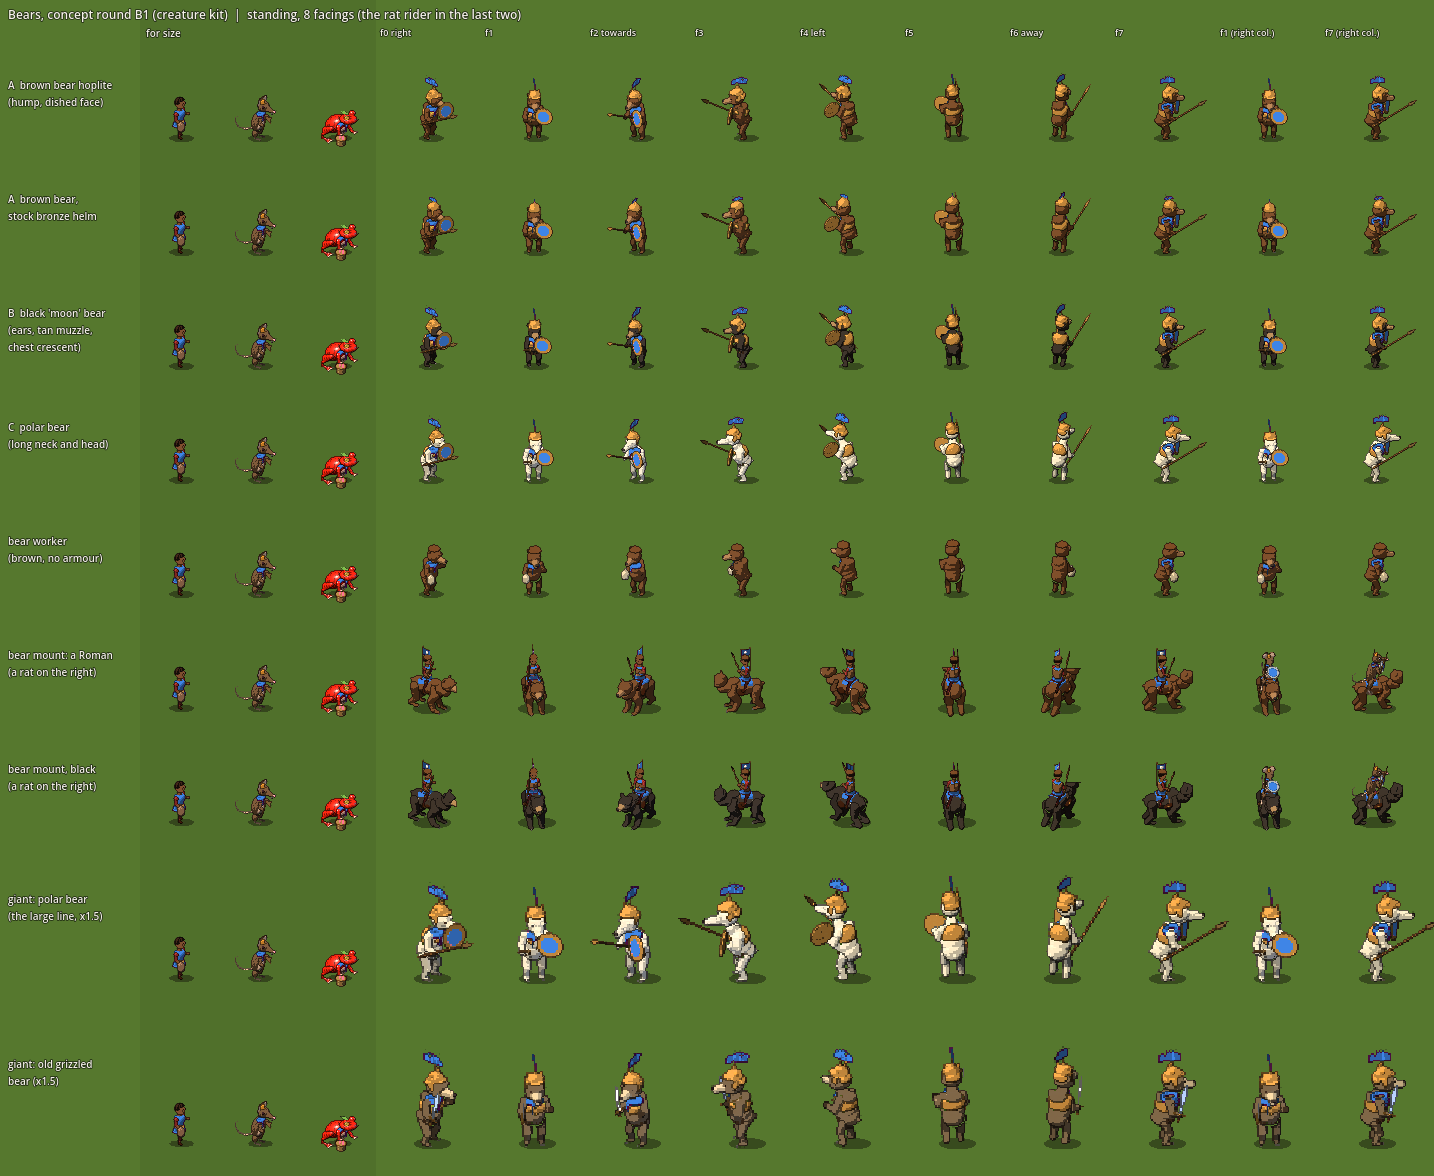 Bears, concept round B1 (creature kit)  |  standing, 8 facings (the rat rider in the last two)
for size
f0 right
f1
f2 towards
f3
f4 left
f5
f6 away
f7
f1 (right col.)
f7 (right col.)
A  brown bear hoplite
(hump, dished face)
A  brown bear,
stock bronze helm
B  black 'moon' bear
(ears, tan muzzle,
chest crescent)
C  polar bear
(long neck and head)
bear worker
(brown, no armour)
bear mount: a Roman
(a rat on the right)
bear mount, black
(a rat on the right)
giant: polar bear
(the large line, x1.5)
giant: old grizzled
bear (x1.5)